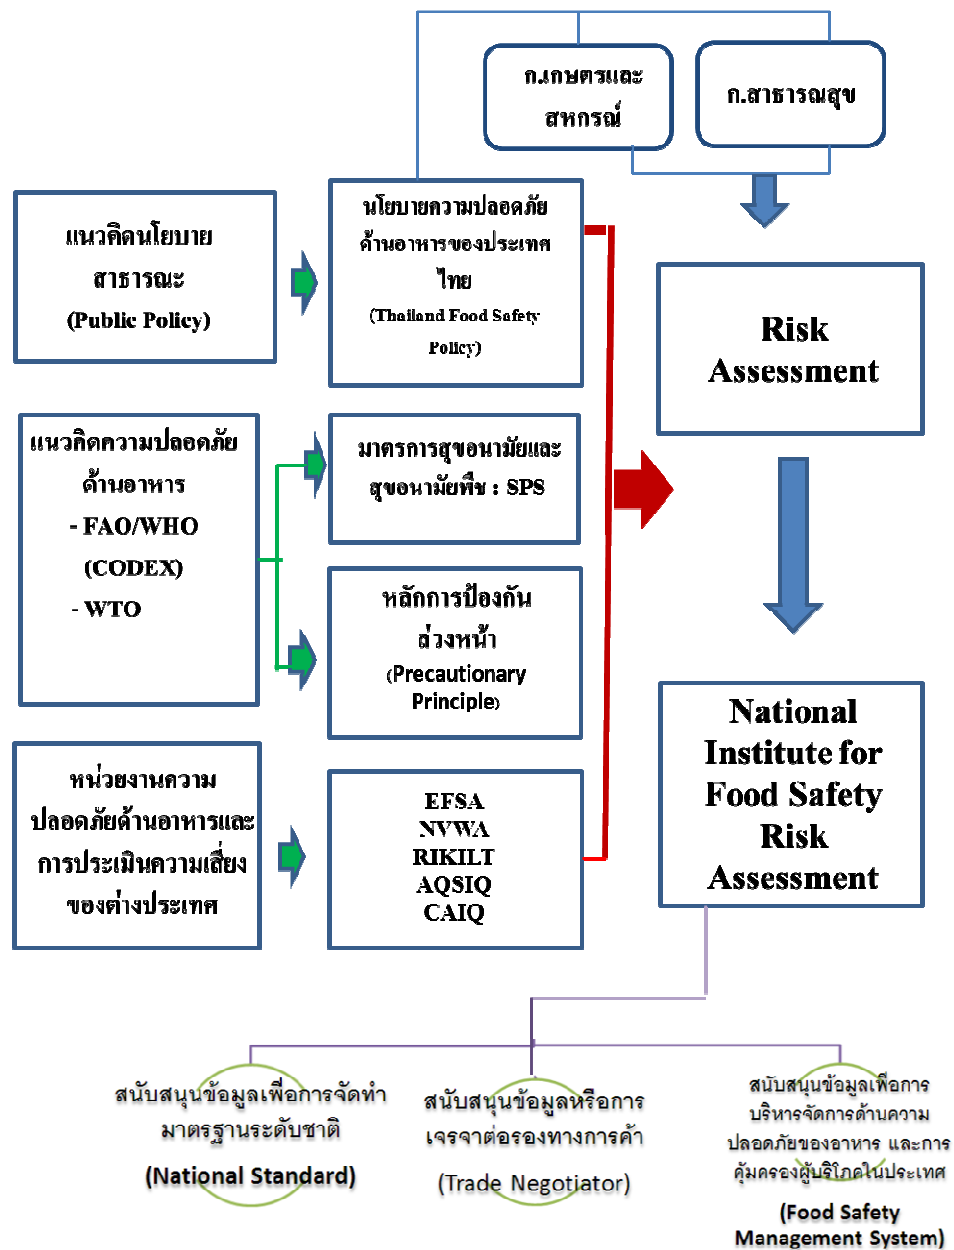 ก.เกษตรและ
สหกรณ์
ก.สาธารณสุข
แนวคิดนโยบาย
สาธารณะ
(Public Policy)
นโยบายความปลอดภัย
ด้านอาหารของประเทศ
ไทย
(Thailand Food Safety
Policy)
Risk
Assessment
แนวคิดความปลอดภัย
ด้านอาหาร
- FAO/WHO
(CODEX)
- WTO
มาตรการสุขอนามัยและ
สุขอนามัยพืช : SPS
หลักการป้องกัน
ล่วงหน้า
(Precautionary
Principle)
National
Institute for
Food Safety
Risk
Assessment
หน่วยงานความ
ปลอดภัยด้านอาหารและ
การประเมินความเสี่ยง
ของต่างประเทศ
EFSA
NVWA
RIKILT
AQSIQ
CAIQ
สนับสนุนข้อมูลเพื่อการจัดทำ
มาตรฐานระดับชาติ
(National Standard)
สนับสนุนข้อมูลหรือการ
เจรจาต่อรองทางการค้า
(Trade Negotiator)
สนับสนุนข้อมูลเพื่อการ
บริหารจัดการด้านความ
ปลอดภัยของอาหาร และการ
คุ้มครองผู้บริโภคในประเทศ
(Food Safety
Management System)